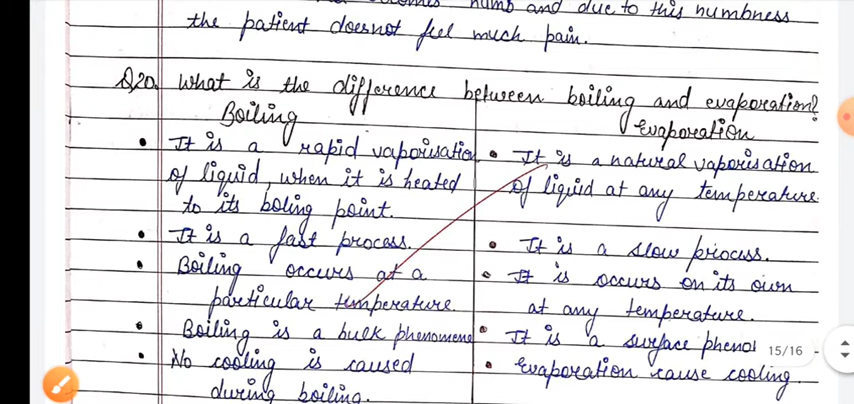 numb and due to this numbness
the patient doesnot feel much pain.
Q20. What is the difference between boiling and evaporation?
Boiling
Evaporation
• It is a rapid vaporisation
of liquid, when it is heated
to its boling point.
• It is a fast process.
• Boiling occurs at a
particular temperature.
• Boiling is a bulk phenomene
• No cooling is caused
during boiling.
• It is a natural vaporisation
of liquid at any temperature.
• It is a slow process.
• It is occurs on its own
at any temperature.
• It is a surface phenom
• Evaporation cause cooling.
15/16